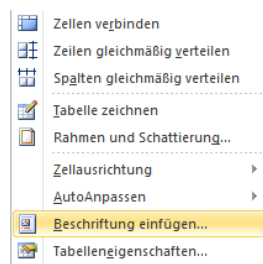 Zellen verbinden
Zeilen gleichmäßig verteilen
Spalten gleichmäßig verteilen
Tabelle zeichnen
Rahmen und Schattierung...
Zellausrichtung
AutoAnpassen
Beschriftung einfügen...
Tabelleneigenschaften...